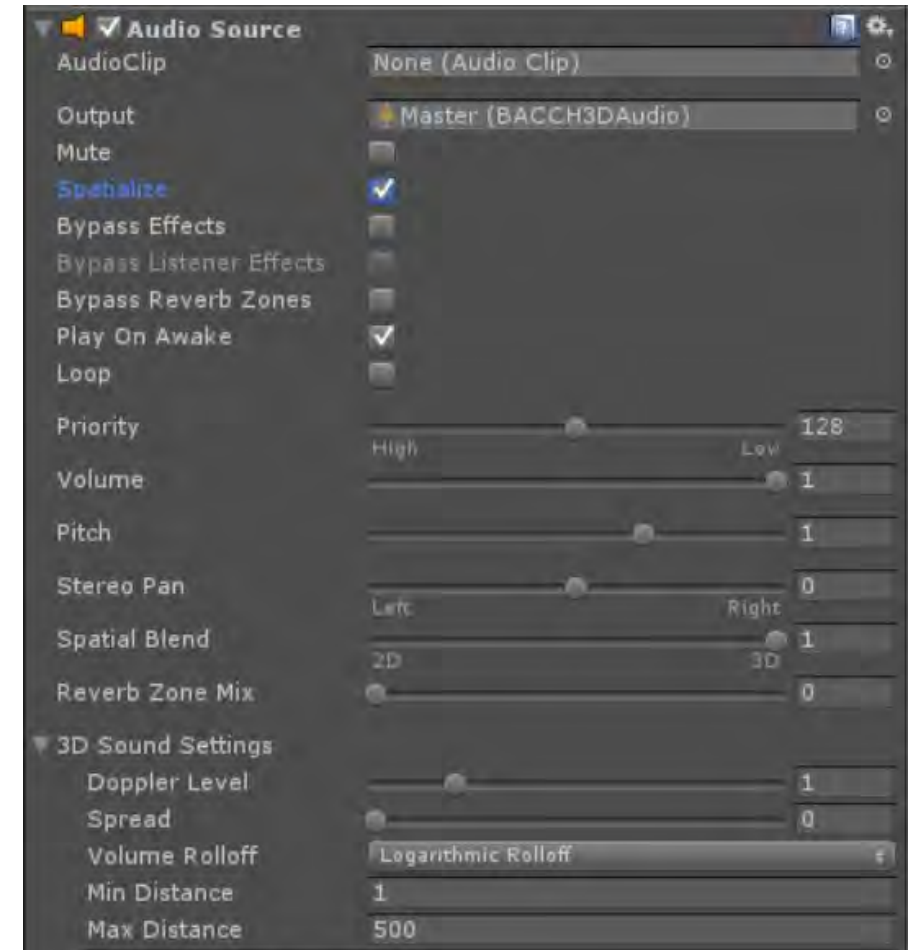 Audio Source
AudioClip None (Audio Clip)
Output Master (BACCH3DAudio)
Mute
Spatialize
Bypass Effects
Bypass Listener Effects
Bypass Reverb Zones
Play On Awake
Loop
Priority 128
High Low
Volume 1
Pitch 1
Stereo Pan 0
Left Right
Spatial Blend 1
2D 3D
Reverb Zone Mix 0
3D Sound Settings
Doppler Level 1
Spread 0
Volume Rolloff Logarithmic Rolloff
Min Distance 1
Max Distance 500